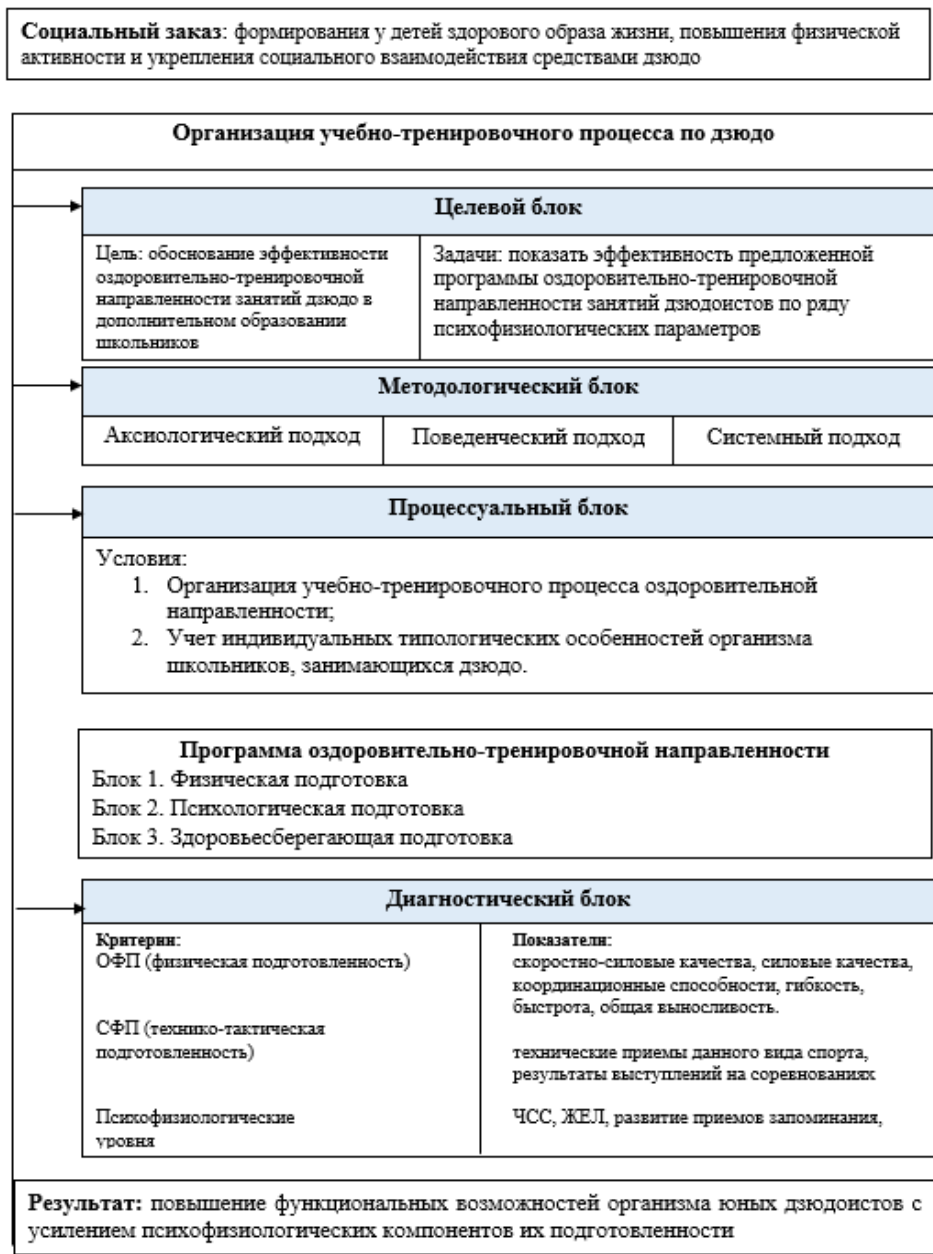 Социальный заказ: формирования у детей здорового образа жизни, повышения физической
активности и укрепления социального взаимодействия средствами дзюдо
Организация учебно-тренировочного процесса по дзюдо
Целевой блок
Цель: обоснование эффективности
оздоровительно-тренировочной
направленности занятий дзюдо в
дополнительном образовании
школьников
Задачи: показать эффективность предложенной
программы оздоровительно-тренировочной
направленности занятий дзюдоистов по ряду
психофизиологических параметров
Методологический блок
Аксиологический подход
Поведенческий подход
Системный подход
Процессуальный блок
Условия:
1. Организация учебно-тренировочного процесса оздоровительной
направленности;
2. Учет индивидуальных типологических особенностей организма
школьников, занимающихся дзюдо.
Программа оздоровительно-тренировочной направленности
Блок 1. Физическая подготовка
Блок 2. Психологическая подготовка
Блок 3. Здоровьесберегающая подготовка
Диагностический блок
Критерии:
ОФП (физическая подготовленность)
СФП (технико-тактическая
подготовленность)
Психофизиологические
уровня
Показатели:
скоростно-силовые качества, силовые качества,
координационные способности, гибкость,
быстрота, общая выносливость.
технические приемы данного вида спорта,
результаты выступлений на соревнованиях
ЧСС, ЖЕЛ, развитие приемов запоминания,
Результат: повышение функциональных возможностей организма юных дзюдоистов с
усилением психофизиологических компонентов их подготовленности